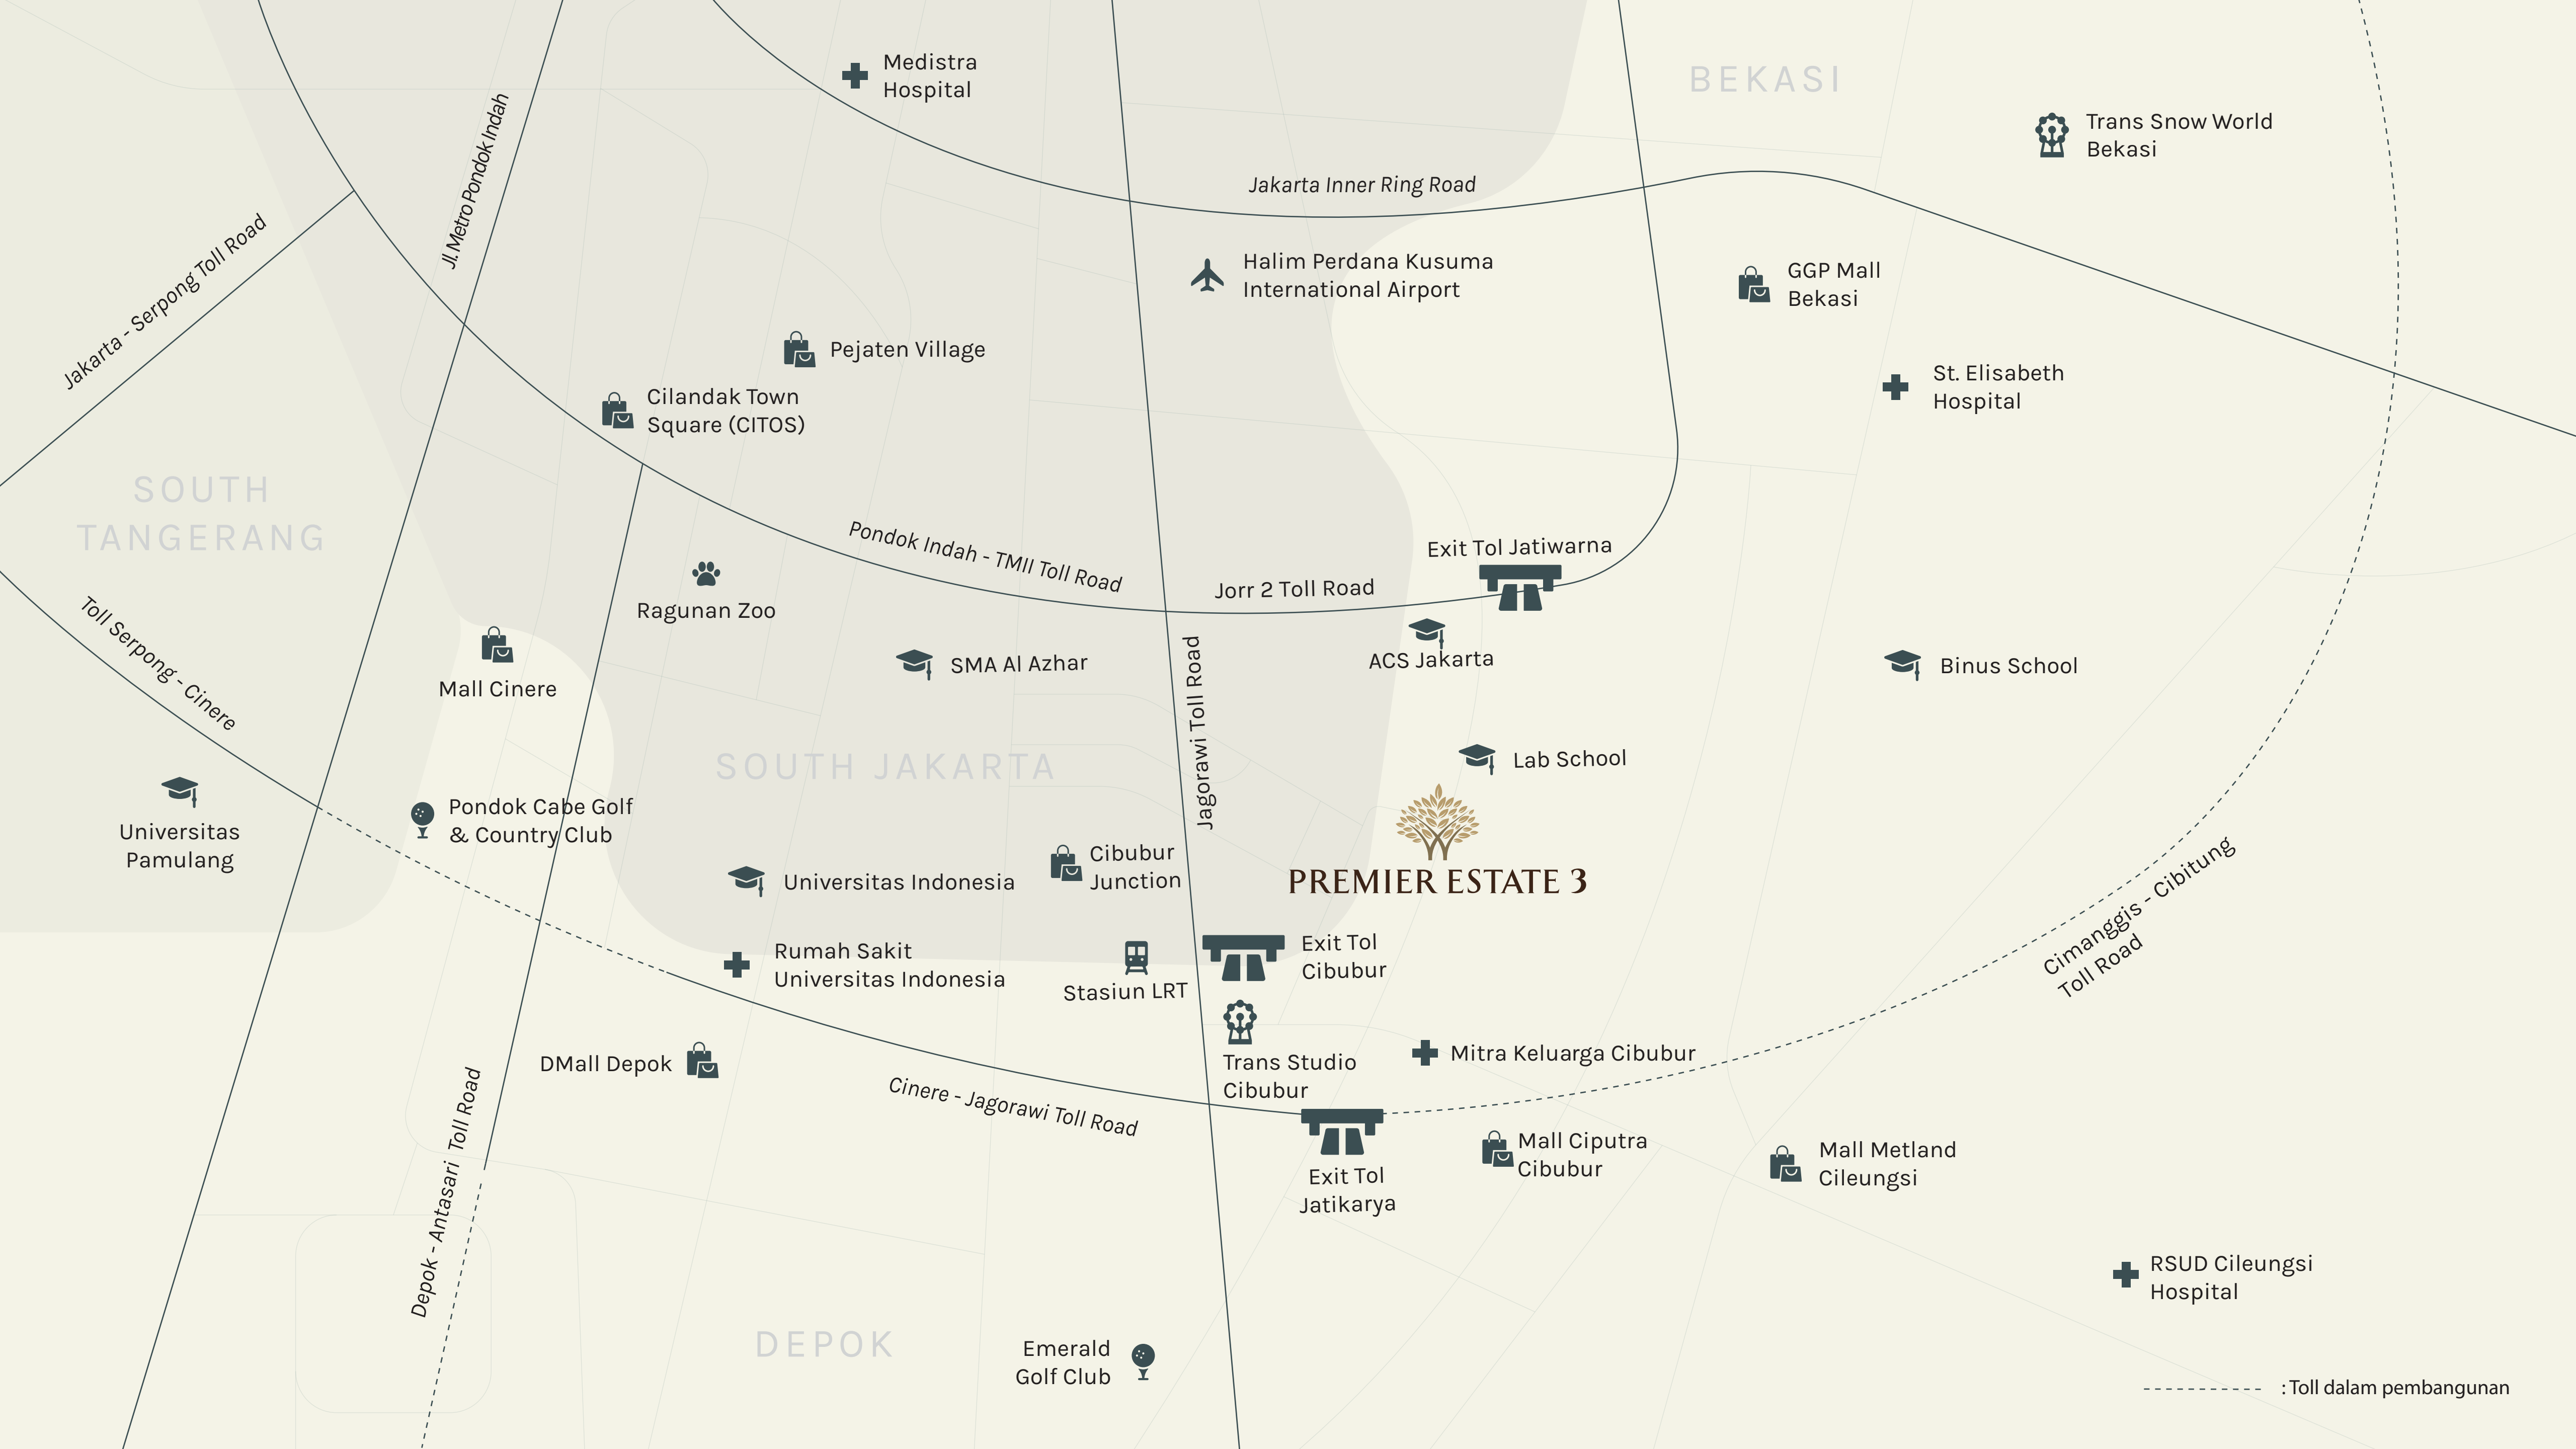 Medistra
Hospital
BEKASI
Trans Snow World
Bekasi
Jl. Metro Pondok Indah
Jakarta Inner Ring Road
Jakarta - Serpong Toll Road
Halim Perdana Kusuma
International Airport
GGP Mall
Bekasi
Pejaten Village
Cilandak Town
Square (CITOS)
St. Elisabeth
Hospital
SOUTH
TANGERANG
Pondok Indah - TMII Toll Road
Jorr 2 Toll Road
Exit Tol Jatiwarna
Ragunan Zoo
Toll Serpong - Cinere
Mall Cinere
SMA Al Azhar
Jagorawi Toll Road
ACS Jakarta
Binus School
SOUTH JAKARTA
Lab School
Universitas
Pamulang
Pondok Cabe Golf
& Country Club
Universitas Indonesia
Cibubur
Junction
PREMIER ESTATE 3
Rumah Sakit
Universitas Indonesia
Stasiun LRT
Exit Tol
Cibubur
Cimanggis - Cibitung
Toll Road
DMall Depok
Trans Studio
Cibubur
Mitra Keluarga Cibubur
Cinere - Jagorawi Toll Road
Depok - Antasari Toll Road
Exit Tol
Jatikarya
Mall Ciputra
Cibubur
Mall Metland
Cileungsi
RSUD Cileungsi
Hospital
DEPOK
Emerald
Golf Club
: Toll dalam pembangunan